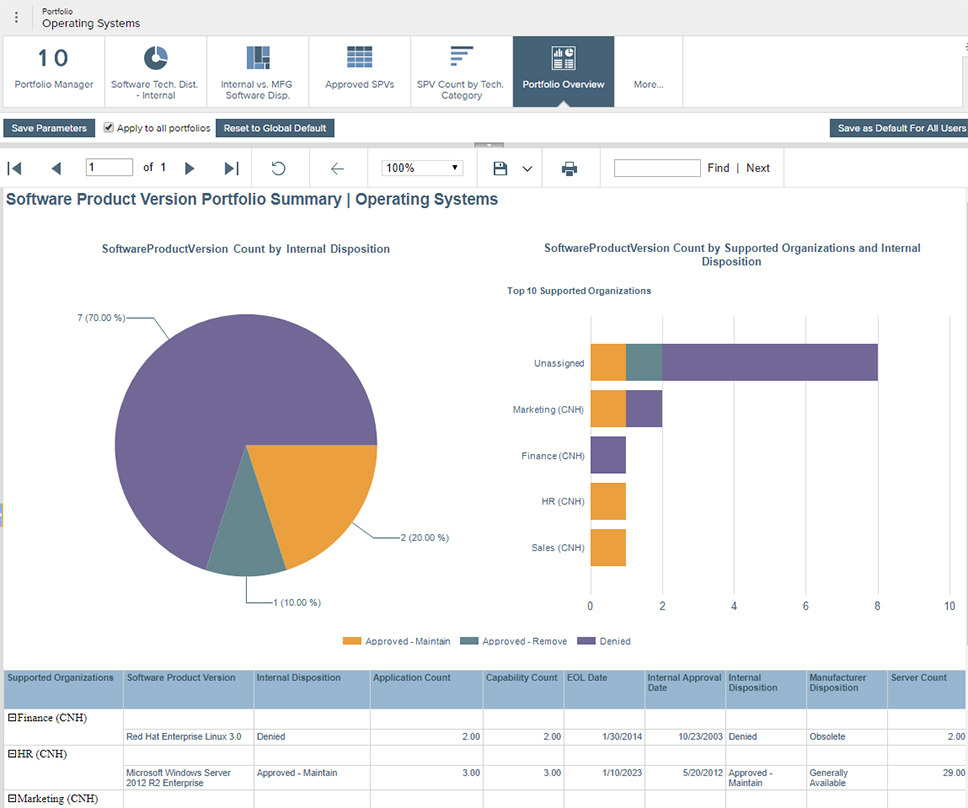 Portfolio
Operating Systems
10
Portfolio Manager
Software Tech. Dist.
- Internal
Internal vs. MFG
Software Disp.
Approved SPVs
SPV Count by Tech.
Category
Portfolio Overview
More...
Save Parameters
Apply to all portfolios
Reset to Global Default
Save as Default For All Users
1 of 1
100%
Find | Next
Software Product Version Portfolio Summary | Operating Systems
SoftwareProductVersion Count by Internal Disposition
7 (70.00 %)
2 (20.00 %)
1 (10.00 %)
SoftwareProductVersion Count by Supported Organizations and Internal
Disposition
Top 10 Supported Organizations
Unassigned
Marketing (CNH)
Finance (CNH)
HR (CNH)
Sales (CNH)
0 2 4 6 8 10
Approved - Maintain Approved - Remove Denied
Supported Organizations Software Product Version Internal Disposition Application Count Capability Count EOL Date Internal Approval Internal Manufacturer Server Count
Date Disposition Disposition
Finance (CNH)
Red Hat Enterprise Linux 3.0 Denied 2.00 2.00 1/30/2014 10/23/2003 Denied Obsolete 2.00
HR (CNH)
Microsoft Windows Server Approved - Maintain 3.00 3.00 1/10/2023 5/20/2012 Approved - Generally 29.00
2012 R2 Enterprise Maintain Available
Marketing (CNH)